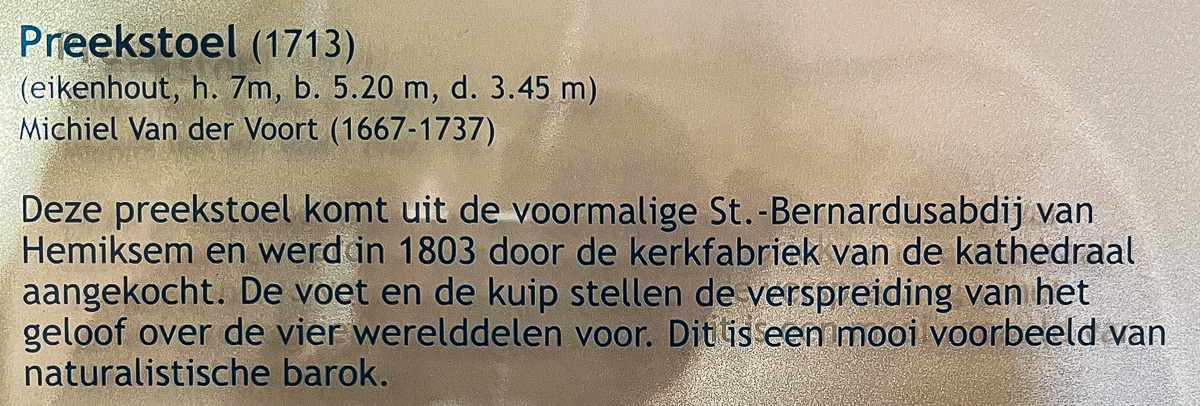 Preekstoel (1713)
(eikenhout, h. 7m, b. 5.20 m, d. 3.45 m)
Michiel Van der Voort (1667-1737)
Deze preekstoel komt uit de voormalige St.-Bernardusabdij van
Hemiksem en werd in 1803 door de kerkfabriek van de kathedraal
aangekocht. De voet en de kuip stellen de verspreiding van het
geloof over de vier werelddelen voor. Dit is een mooi voorbeeld van
naturalistische barok.